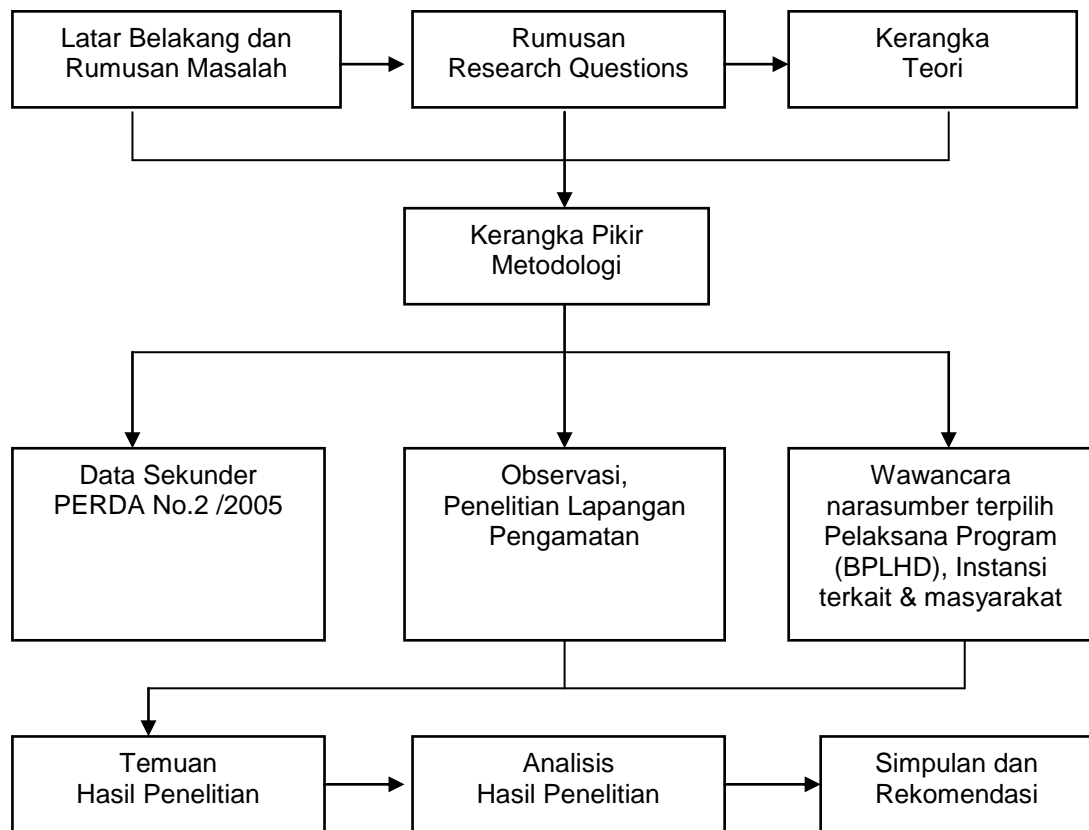 Latar Belakang dan
Rumusan Masalah
Rumusan
Research Questions
Kerangka
Teori
Kerangka Pikir
Metodologi
Data Sekunder
PERDA No.2 /2005
Observasi,
Penelitian Lapangan
Pengamatan
Wawancara
narasumber terpilih
Pelaksana Program
(BPLHD), Instansi
terkait & masyarakat
Temuan
Hasil Penelitian
Analisis
Hasil Penelitian
Simpulan dan
Rekomendasi